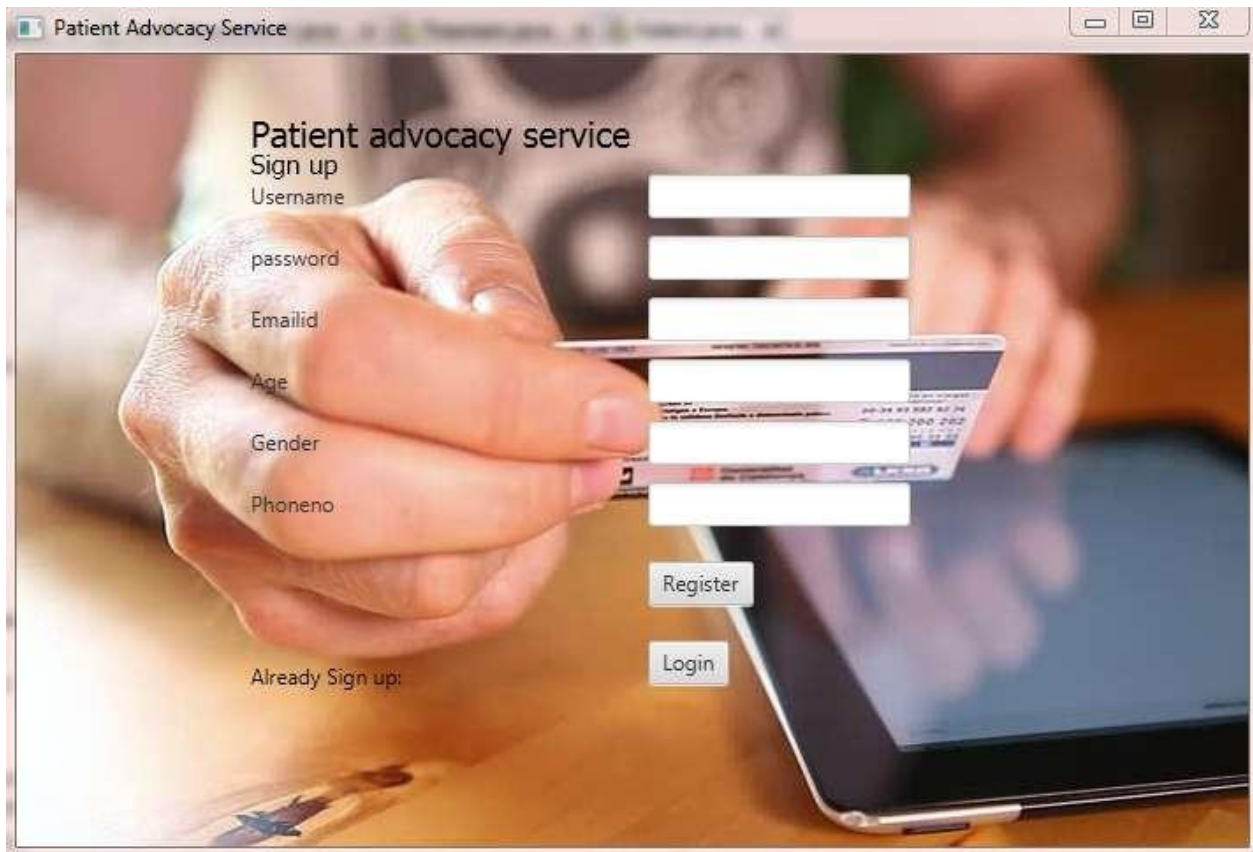 Patient Advocacy Service
Patient advocacy service
Sign up
Username
password
Emailid
Age
Gender
Phoneno
Register
Login
Already Sign up: